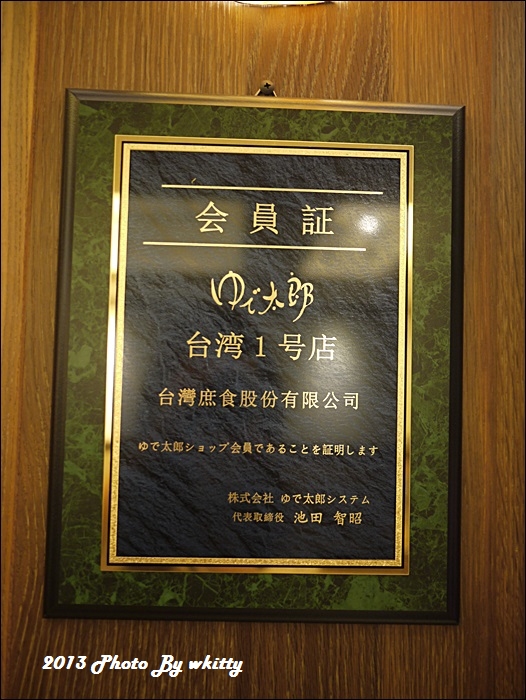 会員証
ゆで太郎
台湾1号店
台灣庶食股份有限公司
ゆで太郎ショップ会員であることを証明します
株式会社 ゆで太郎システム
代表取締役 池田 智昭
2013 Photo By wkitty